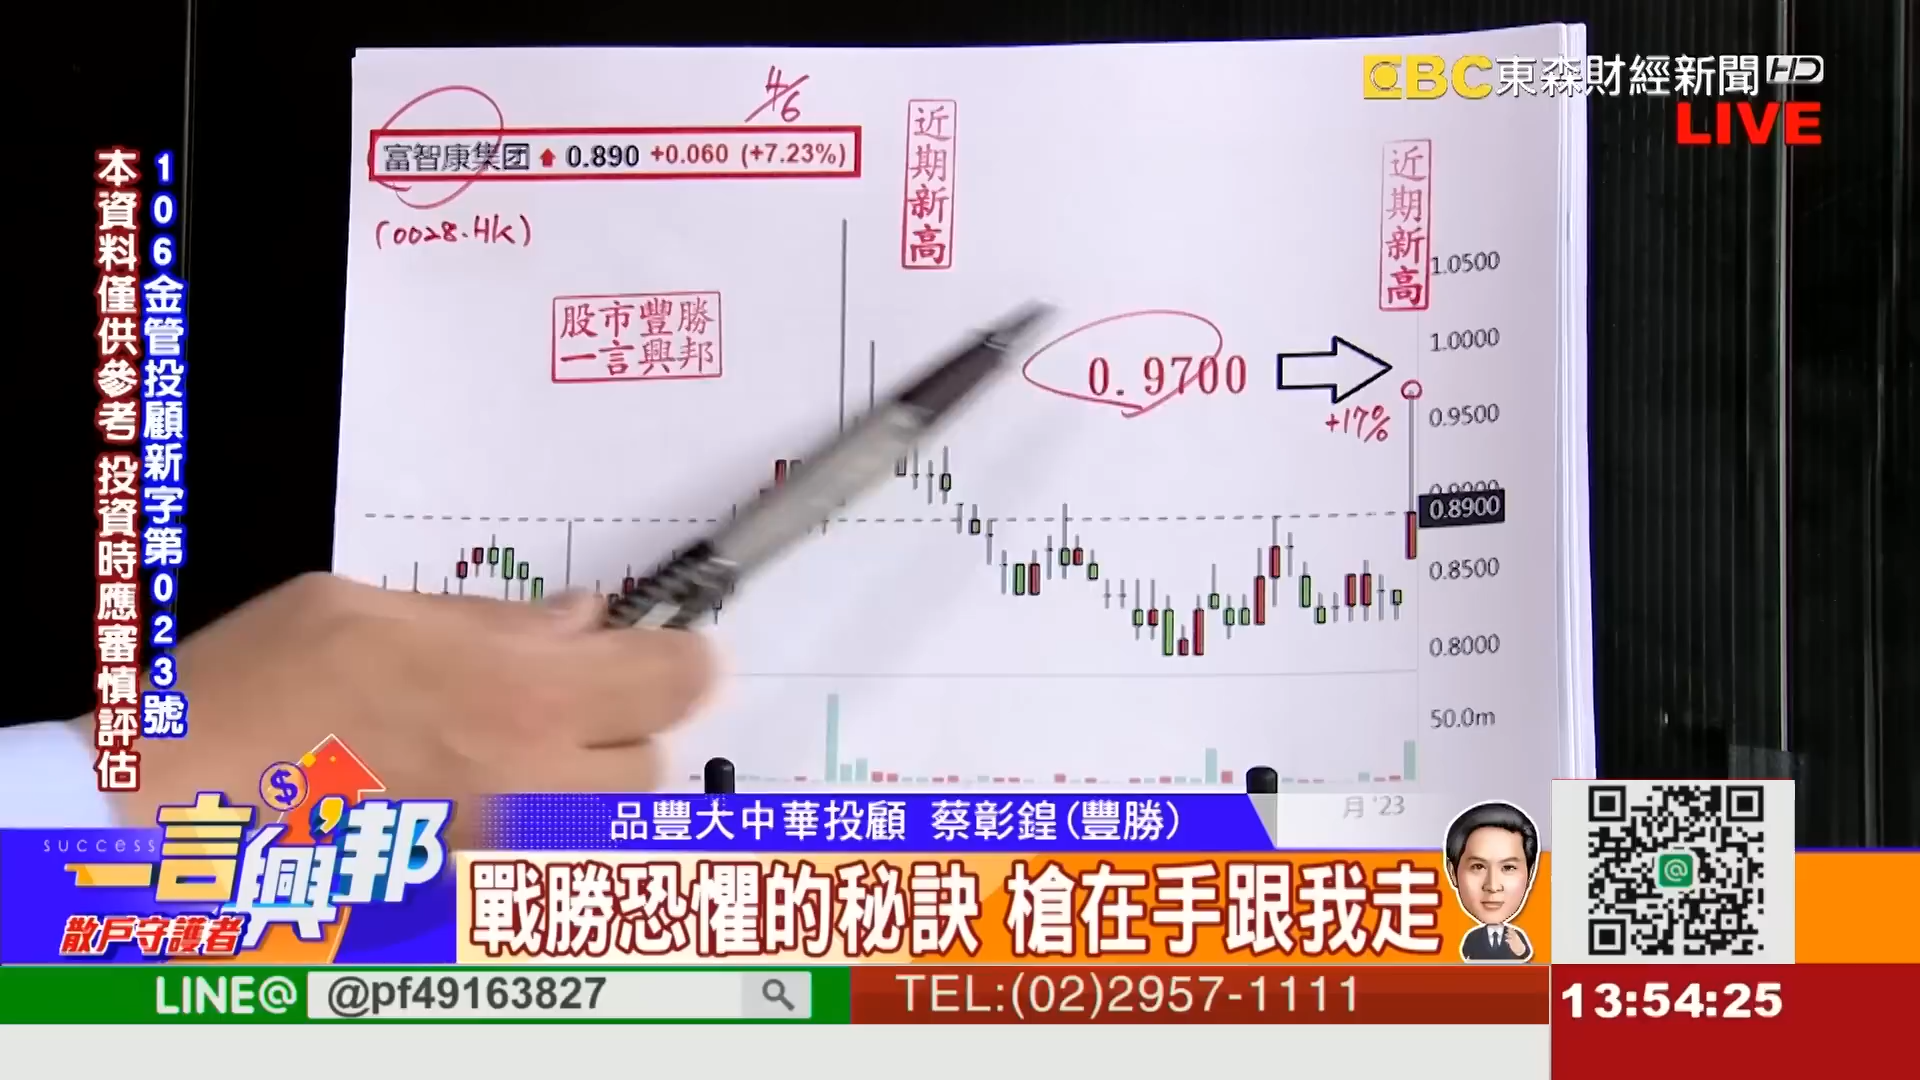 EBC東森財經新聞HD
LIVE
4/6
富智康集团 0.890 +0.060 (+7.23%)
(0028.HK)
近期新高
近期新高
股市豐勝
一言興邦
0.9700
+17%
1.0500
1.0000
0.9500
0.8900
0.8500
0.8000
50.0m
月 '23
106金管投顧新字第023號
本資料僅供參考 投資時應審慎評估
success
一言興邦
散戶守護者
品豐大中華投顧 蔡彰鍠(豐勝)
戰勝恐懼的秘訣 槍在手跟我走
LINE@ @pf49163827
TEL:(02)2957-1111
13:54:25